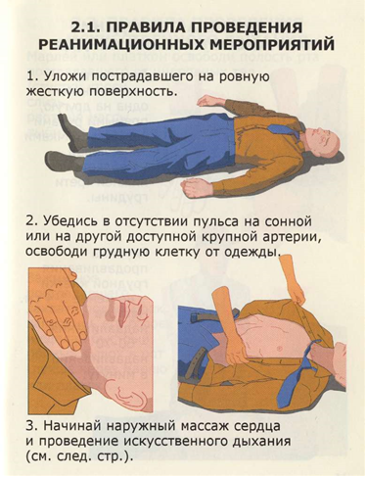 2.1. ПРАВИЛА ПРОВЕДЕНИЯ
РЕАНИМАЦИОННЫХ МЕРОПРИЯТИЙ
1. Уложи пострадавшего на ровную
жесткую поверхность.
2. Убедись в отсутствии пульса на сонной
или на другой доступной крупной артерии,
освободи грудную клетку от одежды.
3. Начинай наружный массаж сердца
и проведение искусственного дыхания
(см. след. стр.).